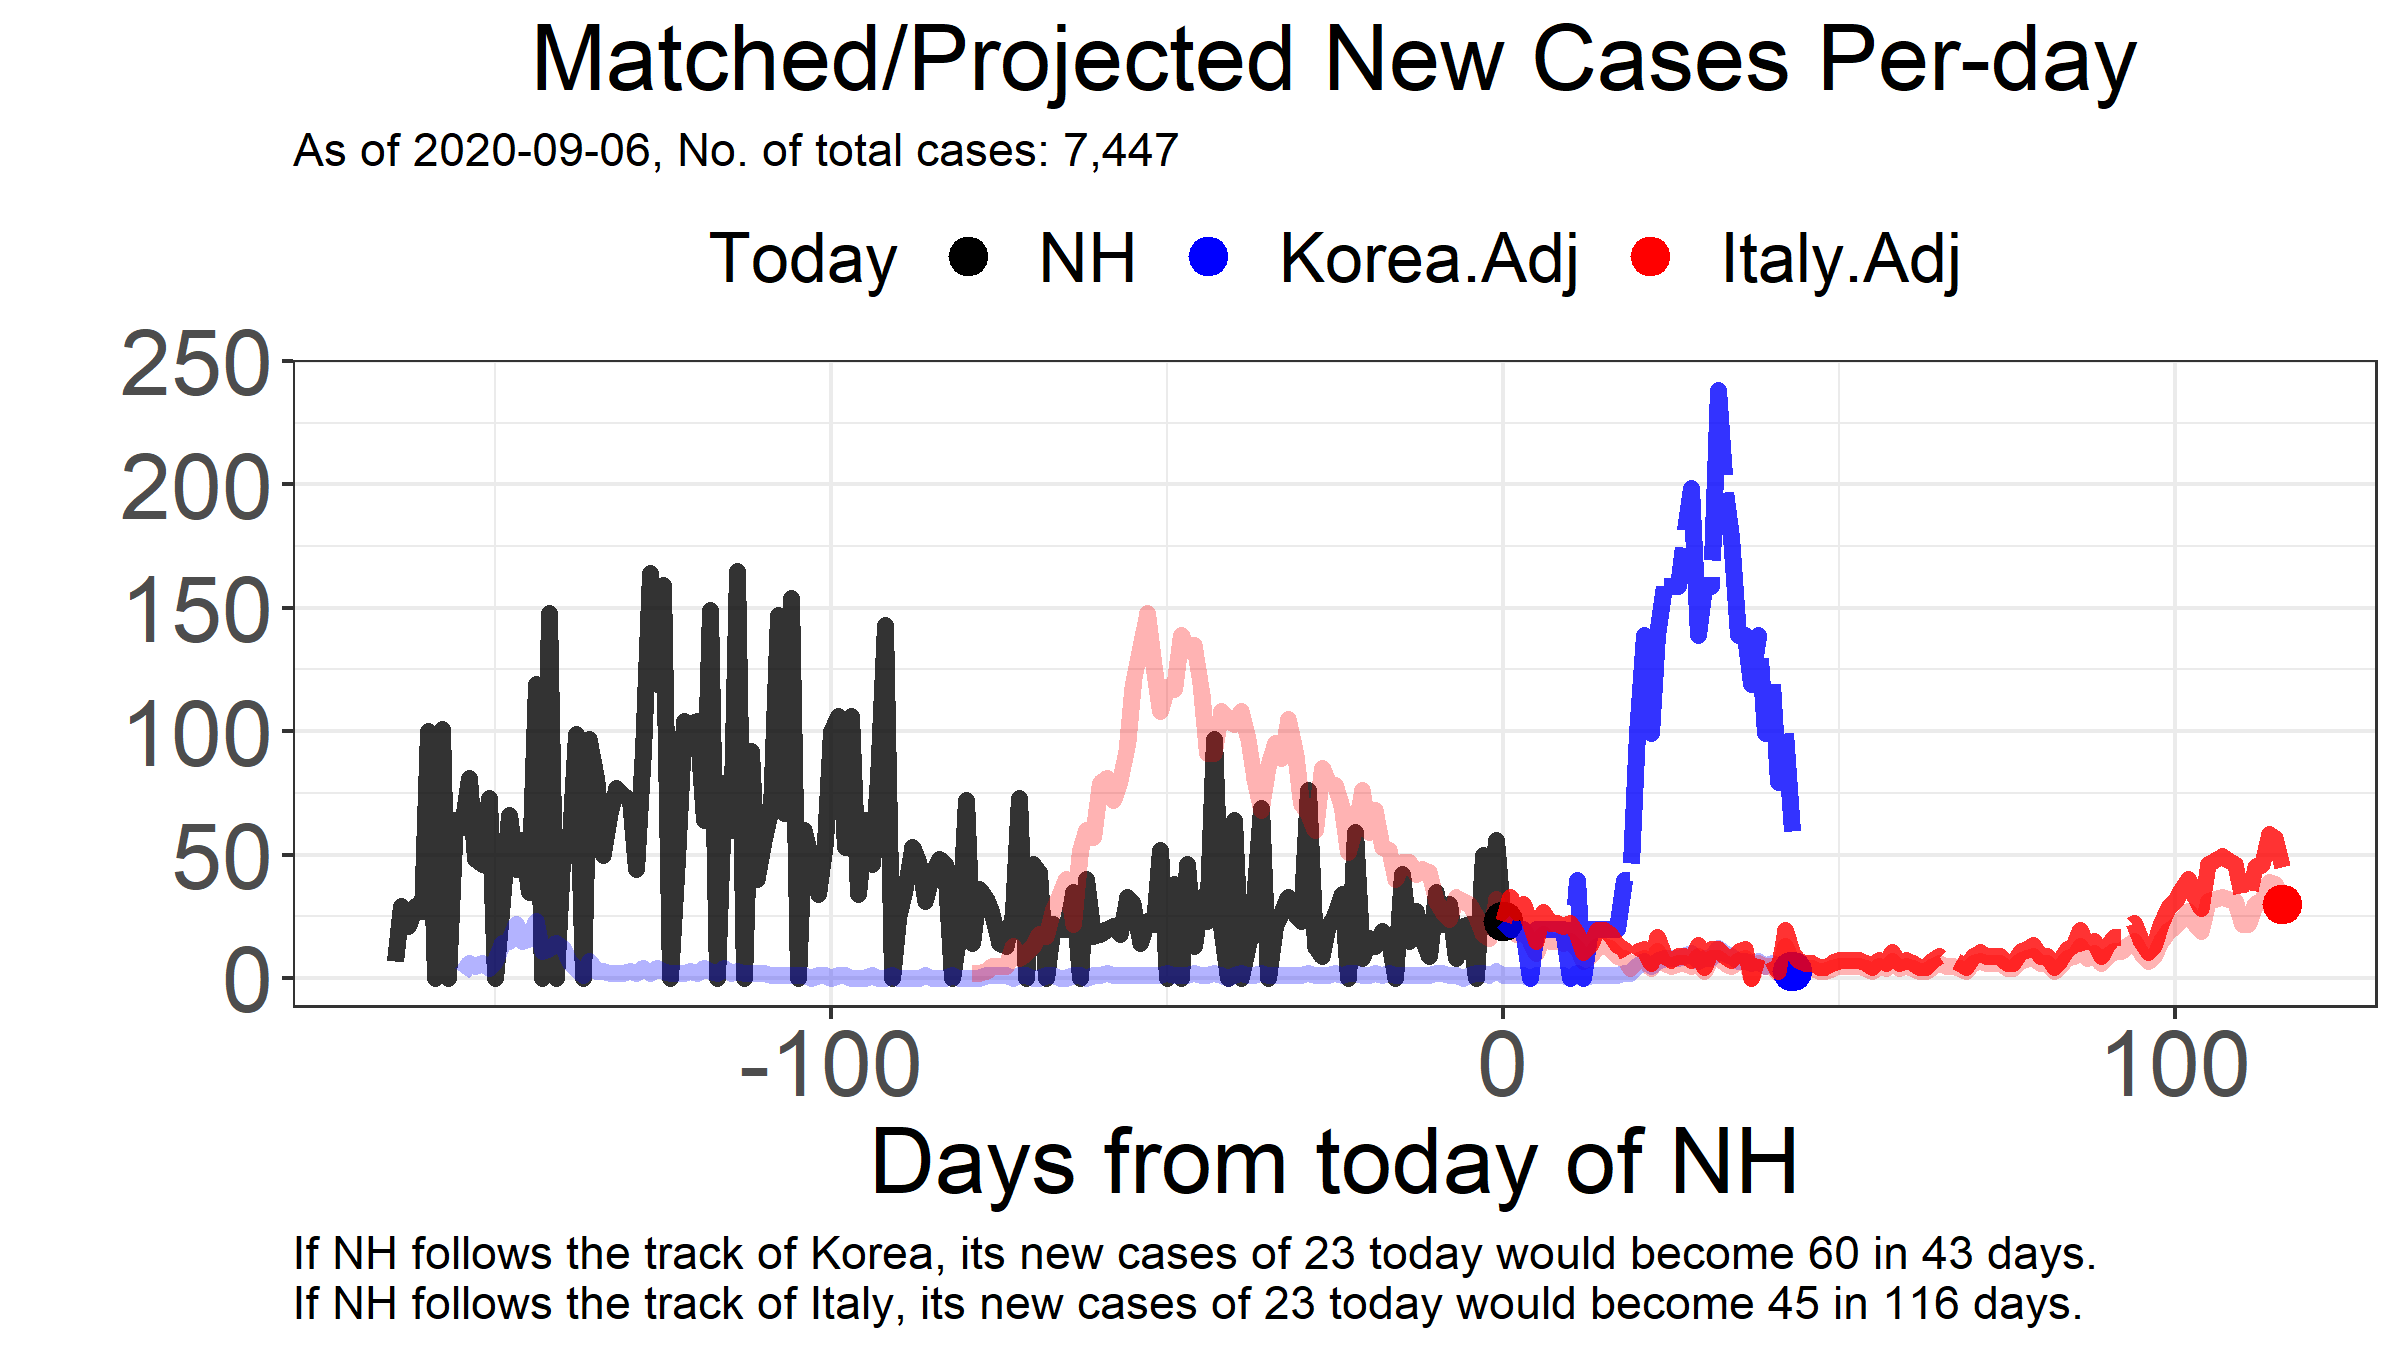 Matched/Projected New Cases Per-day
As of 2020-09-06, No. of total cases: 7,447
Today NH Korea.Adj Italy.Adj
250
200
150
100
50
0
-100 0 100
Days from today of NH
If NH follows the track of Korea, its new cases of 23 today would become 60 in 43 days.
If NH follows the track of Italy, its new cases of 23 today would become 45 in 116 days.